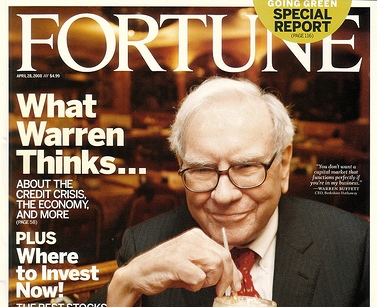 GOING GREEN
SPECIAL
REPORT
(PAGE 116)
FORTUNE
APRIL 28, 2008 $4.99
What
Warren
Thinks...
ABOUT THE
CREDIT CRISIS,
THE ECONOMY,
AND MORE
(PAGE 58)
PLUS
Where
to Invest
Now!
THE BEST STOCKS
"You don't want a
capital market that
functions perfectly if
you're in my business."
—WARREN BUFFETT
CEO, Berkshire Hathaway